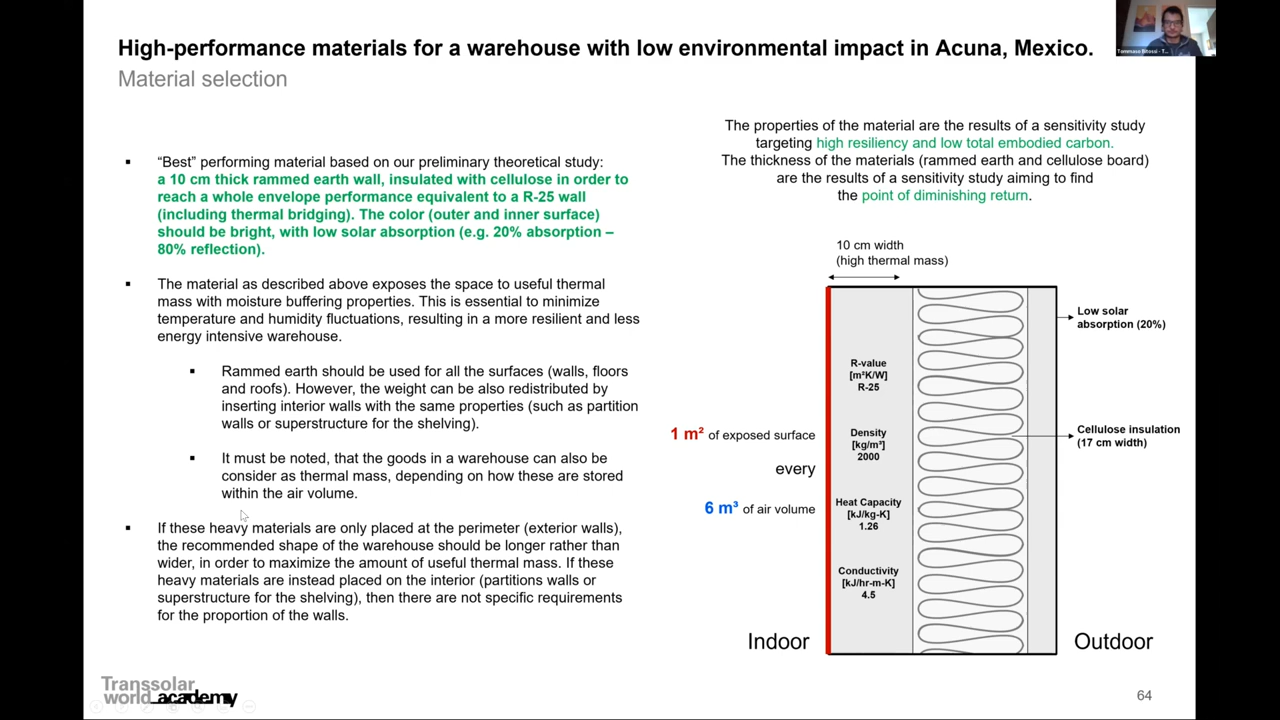 High-performance materials for a warehouse with low environmental impact in Acuna, Mexico.
Material selection
▪ “Best” performing material based on our preliminary theoretical study:
a 10 cm thick rammed earth wall, insulated with cellulose in order to
reach a whole envelope performance equivalent to a R-25 wall
(including thermal bridging). The color (outer and inner surface)
should be bright, with low solar absorption (e.g. 20% absorption –
80% reflection).
▪ The material as described above exposes the space to useful thermal
mass with moisture buffering properties. This is essential to minimize
temperature and humidity fluctuations, resulting in a more resilient and less
energy intensive warehouse.
▪ Rammed earth should be used for all the surfaces (walls, floors
and roofs). However, the weight can be also redistributed by
inserting interior walls with the same properties (such as partition
walls or superstructure for the shelving).
▪ It must be noted, that the goods in a warehouse can also be
consider as thermal mass, depending on how these are stored
within the air volume.
▪ If these heavy materials are only placed at the perimeter (exterior walls),
the recommended shape of the warehouse should be longer rather than
wider, in order to maximize the amount of useful thermal mass. If these
heavy materials are instead placed on the interior (partitions walls or
superstructure for the shelving), then there are not specific requirements
for the proportion of the walls.
The properties of the material are the results of a sensitivity study
targeting high resiliency and low total embodied carbon.
The thickness of the materials (rammed earth and cellulose board)
are the results of a sensitivity study aiming to find
the point of diminishing return.
10 cm width
(high thermal mass)
Low solar
absorption (20%)
R-value
[m²K/W]
R-25
1 m² of exposed surface
every
6 m³ of air volume
Density
[kg/m³]
2000
Cellulose insulation
(17 cm width)
Heat Capacity
[kJ/kg-K]
1.26
Conductivity
[kJ/hr-m-K]
4.5
Indoor
Outdoor
Transsolar
world academy
64
Tommaso Bitossi - T...